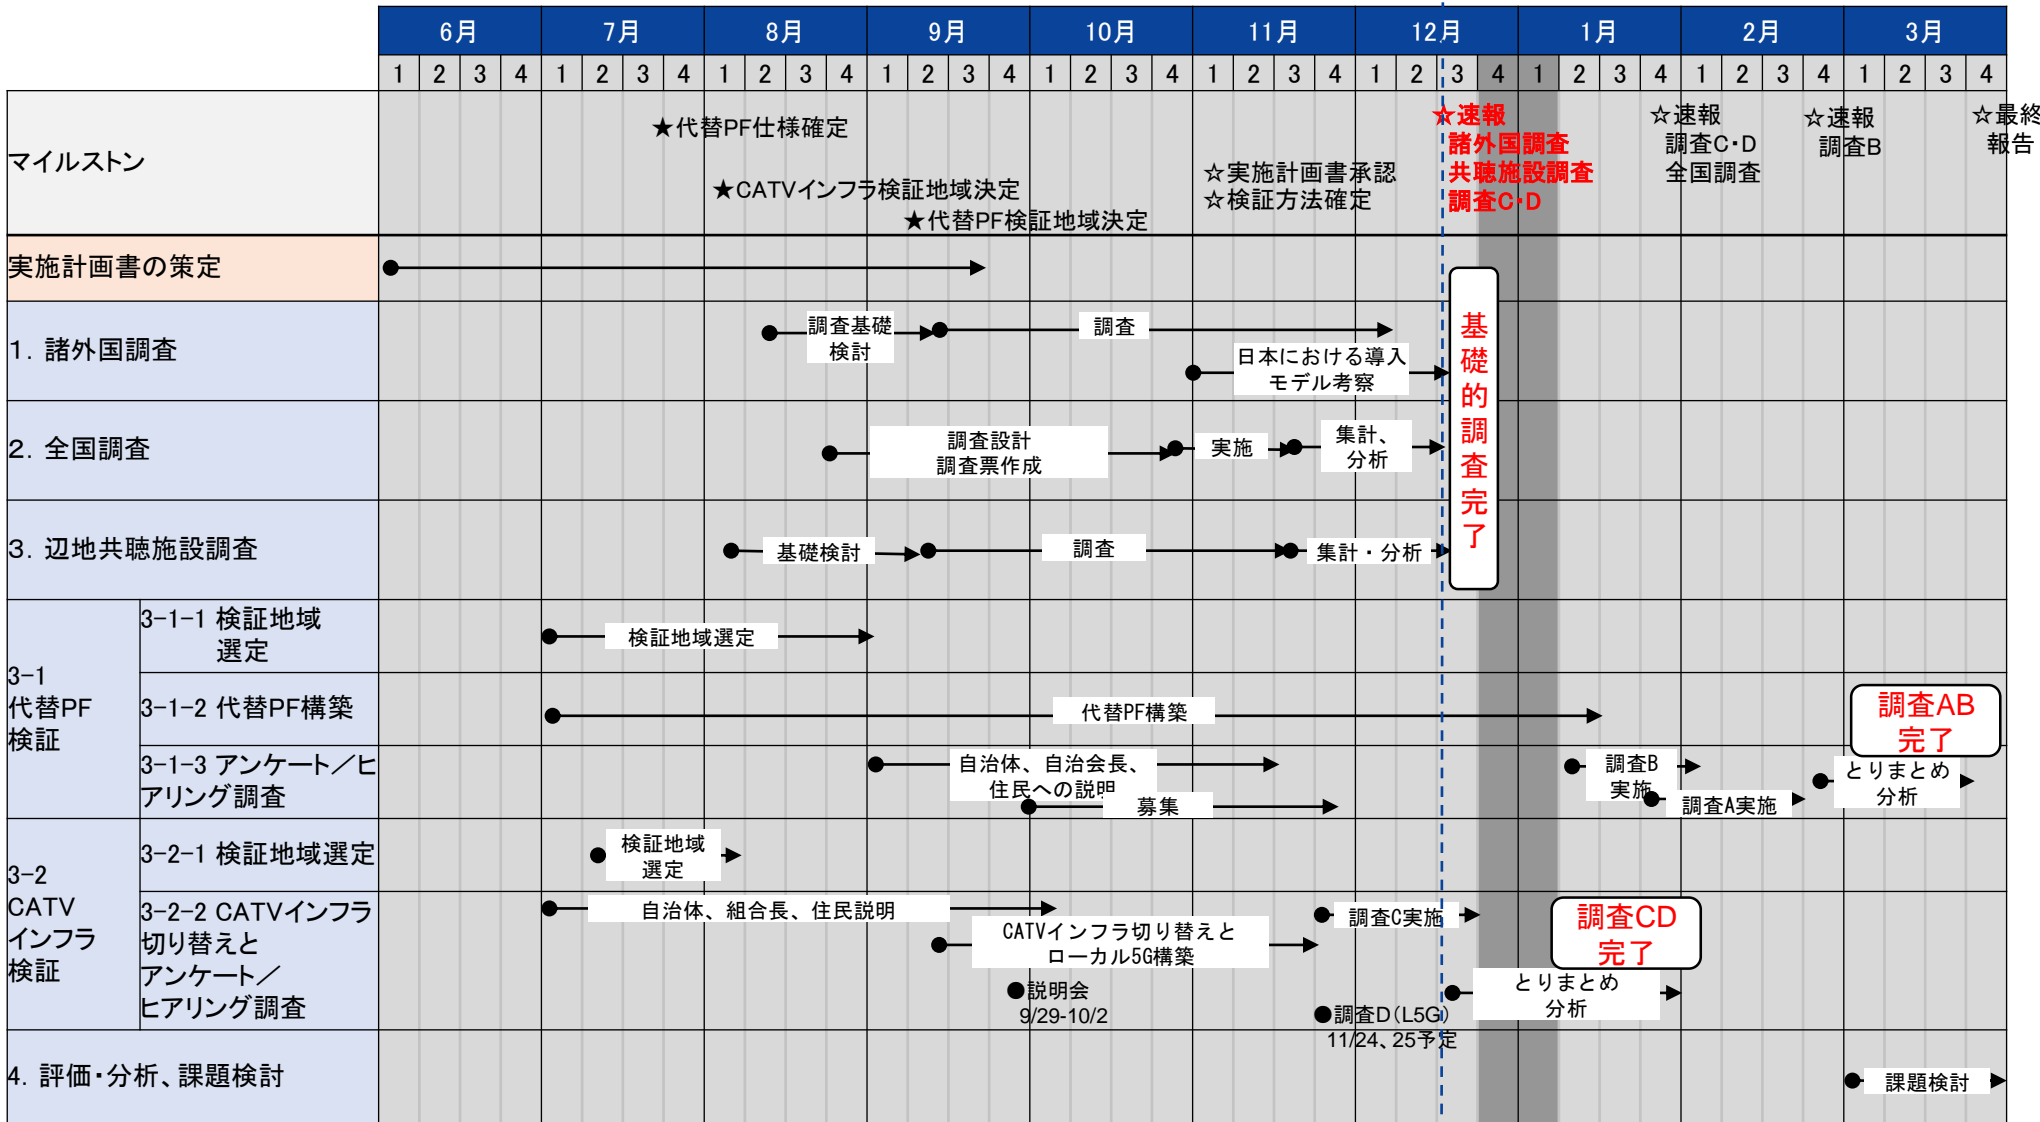 6月 7月 8月 9月 10月 11月 12月 1月 2月 3月
1 2 3 4 1 2 3 4 1 2 3 4 1 2 3 4 1 2 3 4 1 2 3 4 1 2 3 4 1 2 3 4 1 2 3 4 1 2 3 4
マイルストン
★代替PF仕様確定
★CATVインフラ検証地域決定
★代替PF検証地域決定
☆実施計画書承認
☆検証方法確定
☆速報
諸外国調査
共聴施設調査
調査C・D
☆速報
調査C・D
全国調査
☆速報
調査B
☆最終
報告
実施計画書の策定
1．諸外国調査
調査基礎
検討
調査
日本における導入
モデル考察
基礎的調査完了
2．全国調査
調査設計
調査票作成
実施
集計、
分析
3．辺地共聴施設調査
基礎検討
調査
集計・分析
3-1
代替PF
検証
3-1-1 検証地域
選定
検証地域選定
3-1-2 代替PF構築
代替PF構築
調査AB
完了
3-1-3 アンケート／ヒ
アリング調査
自治体、自治会長、
住民への説明
募集
調査B
実施
調査A実施
とりまとめ
分析
3-2
CATV
インフラ
検証
3-2-1 検証地域選定
検証地域
選定
3-2-2 CATVインフラ
切り替えと
アンケート／
ヒアリング調査
自治体、組合長、住民説明
CATVインフラ切り替えと
ローカル5G構築
●説明会
9/29-10/2
調査C実施
●調査D（L5G）
11/24、25予定
調査CD
完了
とりまとめ
分析
4．評価・分析、課題検討
課題検討